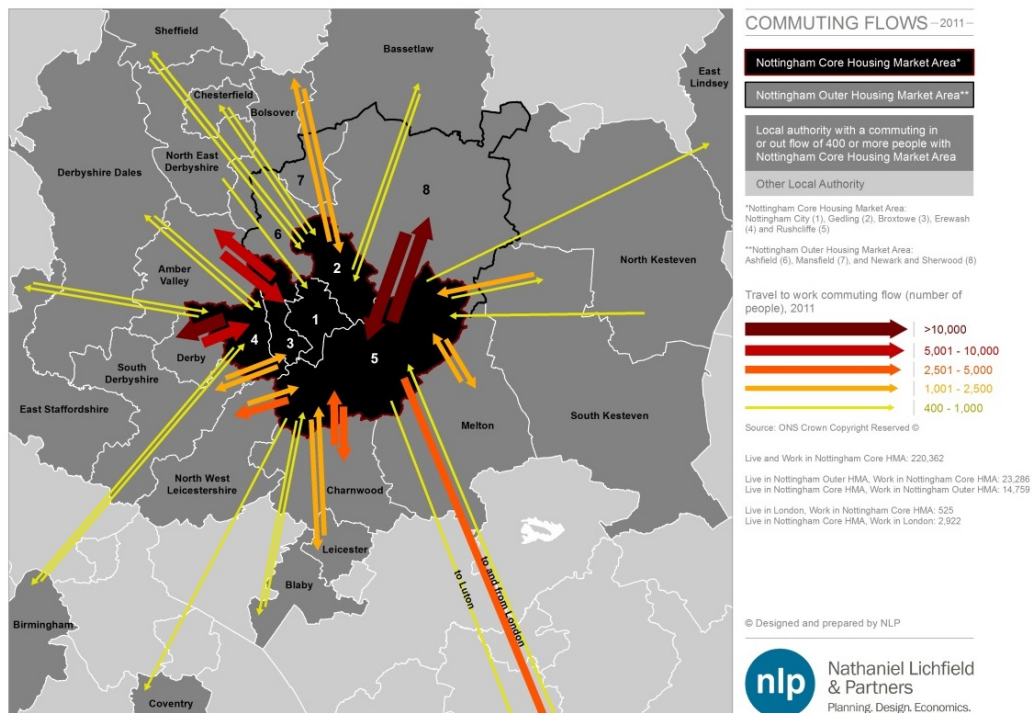 Sheffield
Bassetlaw
East
Lindsey
Chesterfield
Bolsover
North East
Derbyshire
Derbyshire Dales
7
8
6
2
North Kesteven
Amber
Valley
1
4
3
5
Derby
South
Derbyshire
East Staffordshire
South Kesteven
Melton
North West
Leicestershire
Charnwood
Leicester
Blaby
to Luton
to and from London
Birmingham
Coventry
COMMUTING FLOWS –2011–
Nottingham Core Housing Market Area*
Nottingham Outer Housing Market Area**
Local authority with a commuting in
or out flow of 400 or more people with
Nottingham Core Housing Market Area
Other Local Authority
*Nottingham Core Housing Market Area:
Nottingham City (1), Gedling (2), Broxtowe (3), Erewash
(4) and Rushcliffe (5)
**Nottingham Outer Housing Market Area:
Ashfield (6), Mansfield (7), and Newark and Sherwood (8)
Travel to work commuting flow (number of
people), 2011
>10,000
5,001 - 10,000
2,501 - 5,000
1,001 - 2,500
400 - 1,000
Source: ONS Crown Copyright Reserved ©
Live and Work in Nottingham Core HMA: 220,362
Live in Nottingham Outer HMA, Work in Nottingham Core HMA: 23,286
Live in Nottingham Core HMA, Work in Nottingham Outer HMA: 14,759
Live in London, Work in Nottingham Core HMA: 525
Live in Nottingham Core HMA, Work in London: 2,922
© Designed and prepared by NLP
nlp
Nathaniel Lichfield
& Partners
Planning. Design. Economics.